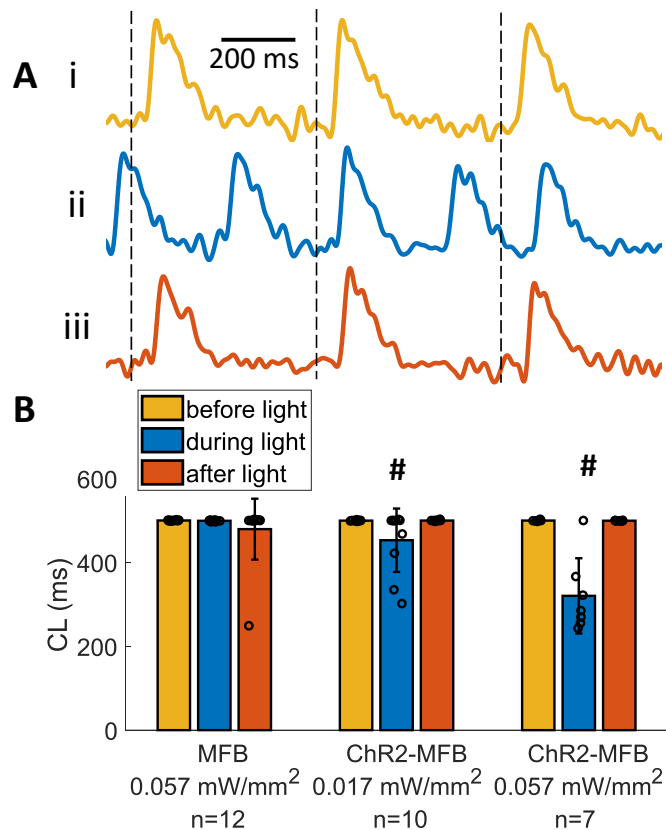 A
i
200 ms
ii
iii
B
before light
during light
after light
#
#
600
400
200
0
CL (ms)
MFB
0.057 mW/mm²
n=12
ChR2-MFB
0.017 mW/mm²
n=10
ChR2-MFB
0.057 mW/mm²
n=7